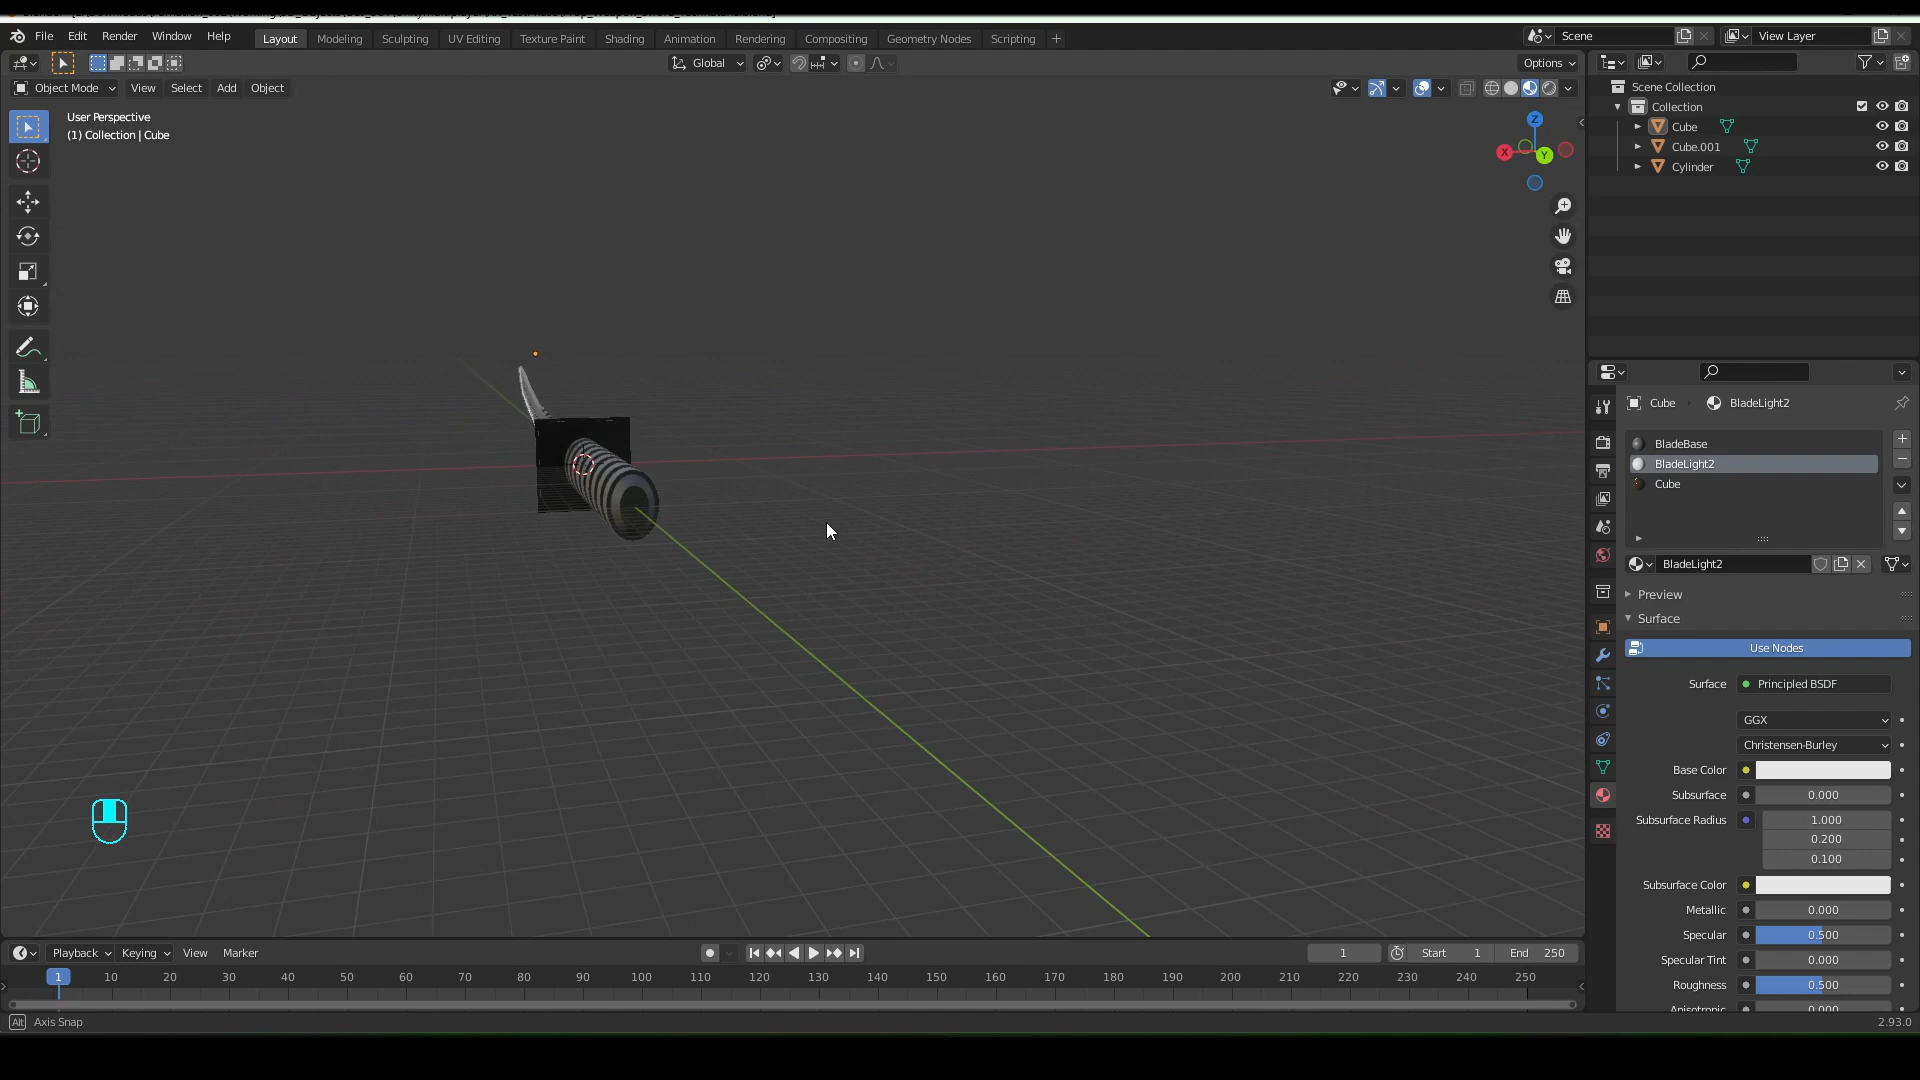 File Edit Render Window Help
Layout Modeling Sculpting UV Editing Texture Paint Shading Animation Rendering Compositing Geometry Nodes Scripting +
Scene
View Layer
Global
Options
Object Mode View Select Add Object
User Perspective
(1) Collection | Cube
Z
X
Y
Scene Collection
Collection
Cube
Cube.001
Cylinder
Cube
BladeLight2
BladeBase
BladeLight2
Cube
BladeLight2
Preview
Surface
Use Nodes
Surface Principled BSDF
GGX
Christensen-Burley
Base Color
Subsurface 0.000
Subsurface Radius 1.000
0.200
0.100
Subsurface Color
Metallic 0.000
Specular 0.500
Specular Tint 0.000
Roughness 0.500
Anisotropic 0.000
Playback Keying View Marker
1
Start 1
End 250
1 10 20 30 40 50 60 70 80 90 100 110 120 130 140 150 160 170 180 190 200 210 220 230 240 250
Alt Axis Snap
2.93.0